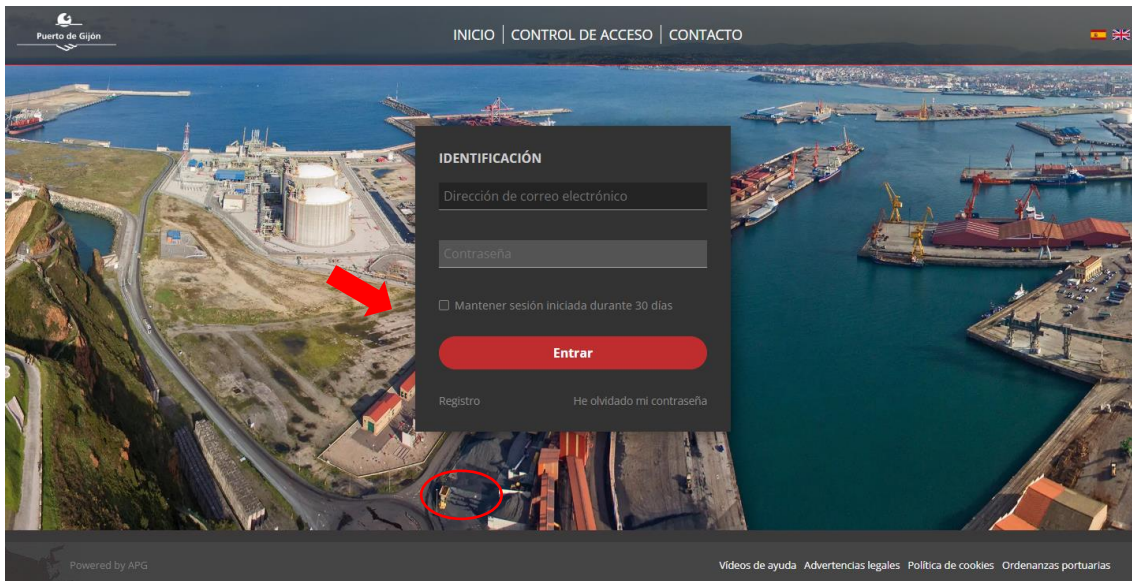 Puerto de Gijón
INICIO | CONTROL DE ACCESO | CONTACTO
IDENTIFICACIÓN
Dirección de correo electrónico
Contraseña
Mantener sesión iniciada durante 30 días
Entrar
Registro He olvidado mi contraseña
Powered by APG
Vídeos de ayuda Advertencias legales Política de cookies Ordenanzas portuarias